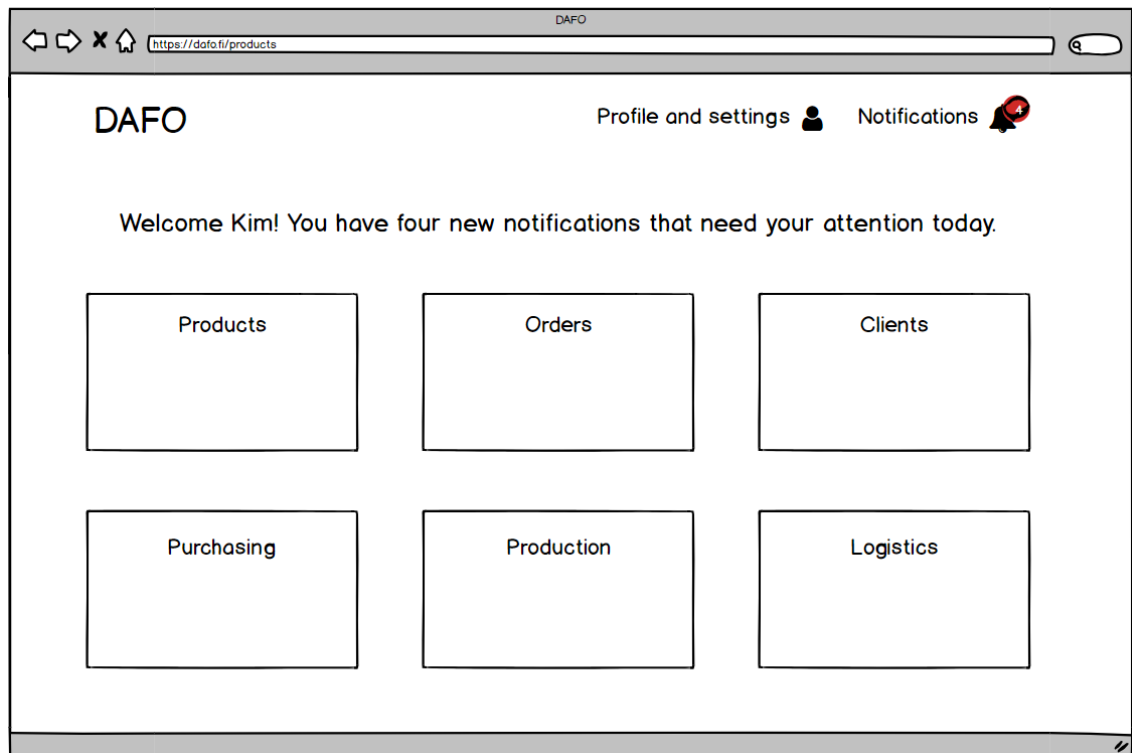 DAFO
https://dafo.fi/products
DAFO
Profile and settings
Notifications
4
Welcome Kim! You have four new notifications that need your attention today.
Products
Orders
Clients
Purchasing
Production
Logistics